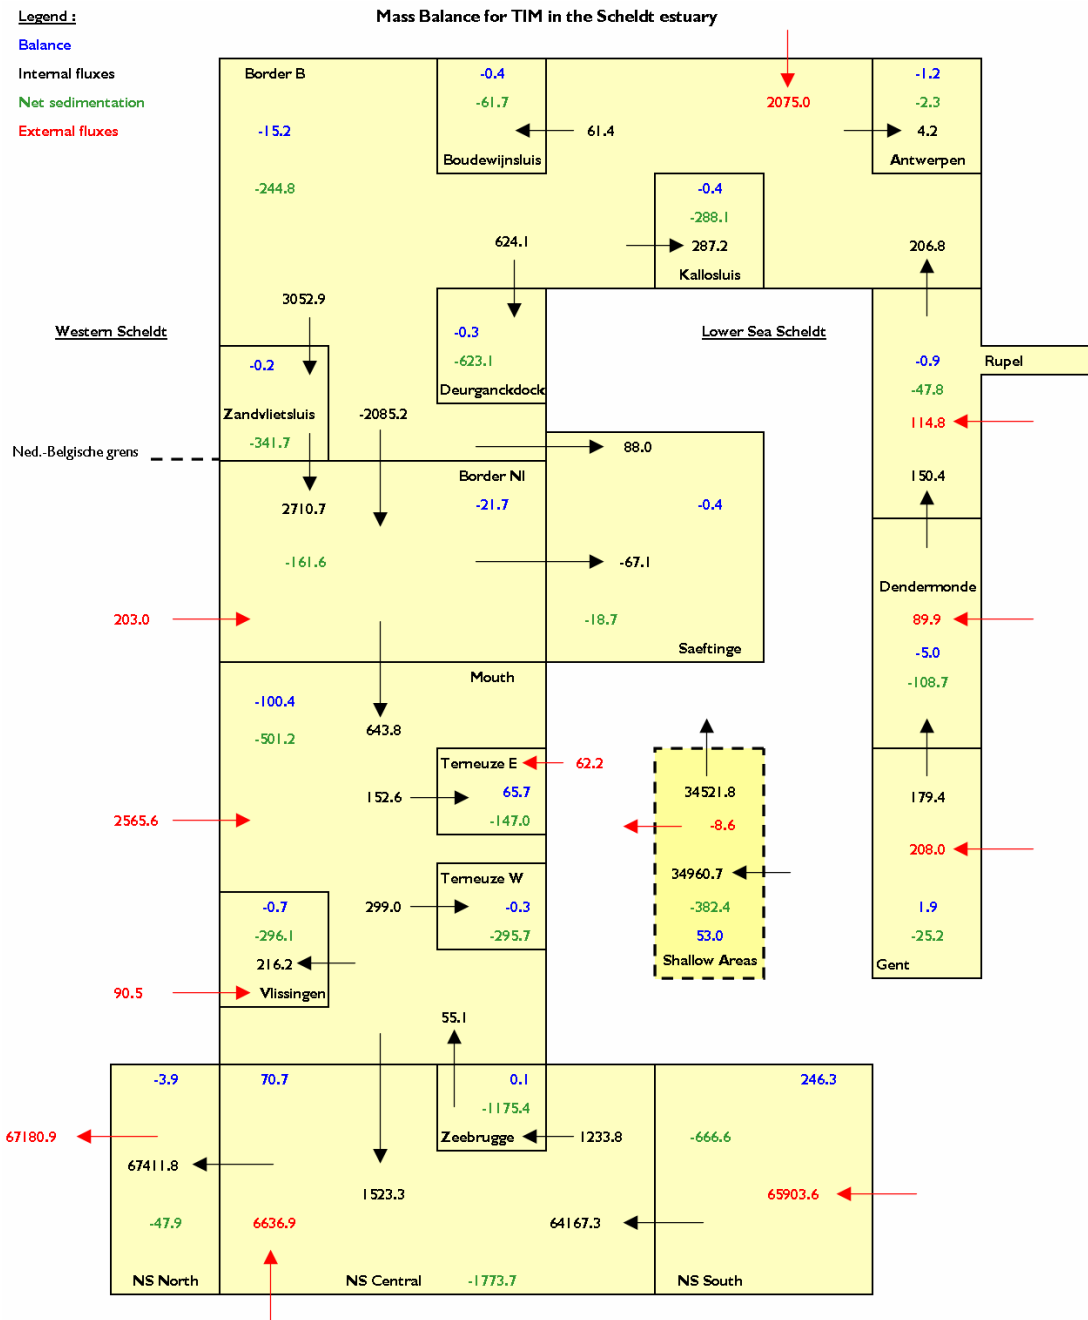 Legend :
Mass Balance for TIM in the Scheldt estuary
Balance
Internal fluxes
Net sedimentation
External fluxes
Border B
-0.4
-1.2
-61.7
2075.0
-2.3
-15.2
61.4
4.2
Boudewijnsluis
Antwerpen
-244.8
-0.4
-288.1
624.1
287.2
206.8
Kallosluis
3052.9
Western Scheldt
-0.3
Lower Sea Scheldt
-0.2
-623.1
-0.9
Rupel
Deurganckdock
-47.8
Zandvlietsluis
-2085.2
114.8
-341.7
88.0
Ned.-Belgische grens
Border Nl
150.4
2710.7
-21.7
-0.4
-161.6
-67.1
Dendermonde
203.0
-18.7
89.9
Saeftinge
-5.0
Mouth
-108.7
-100.4
643.8
-501.2
Terneuze E
62.2
152.6
65.7
34521.8
179.4
2565.6
-147.0
-8.6
208.0
Terneuze W
34960.7
-0.7
299.0
-0.3
-382.4
1.9
-296.1
-295.7
53.0
-25.2
216.2
Shallow Areas
Gent
90.5
Vlissingen
55.1
-3.9
70.7
0.1
246.3
-1175.4
67180.9
Zeebrugge
1233.8
-666.6
67411.8
1523.3
65903.6
-47.9
6636.9
64167.3
NS North
NS Central
-1773.7
NS South